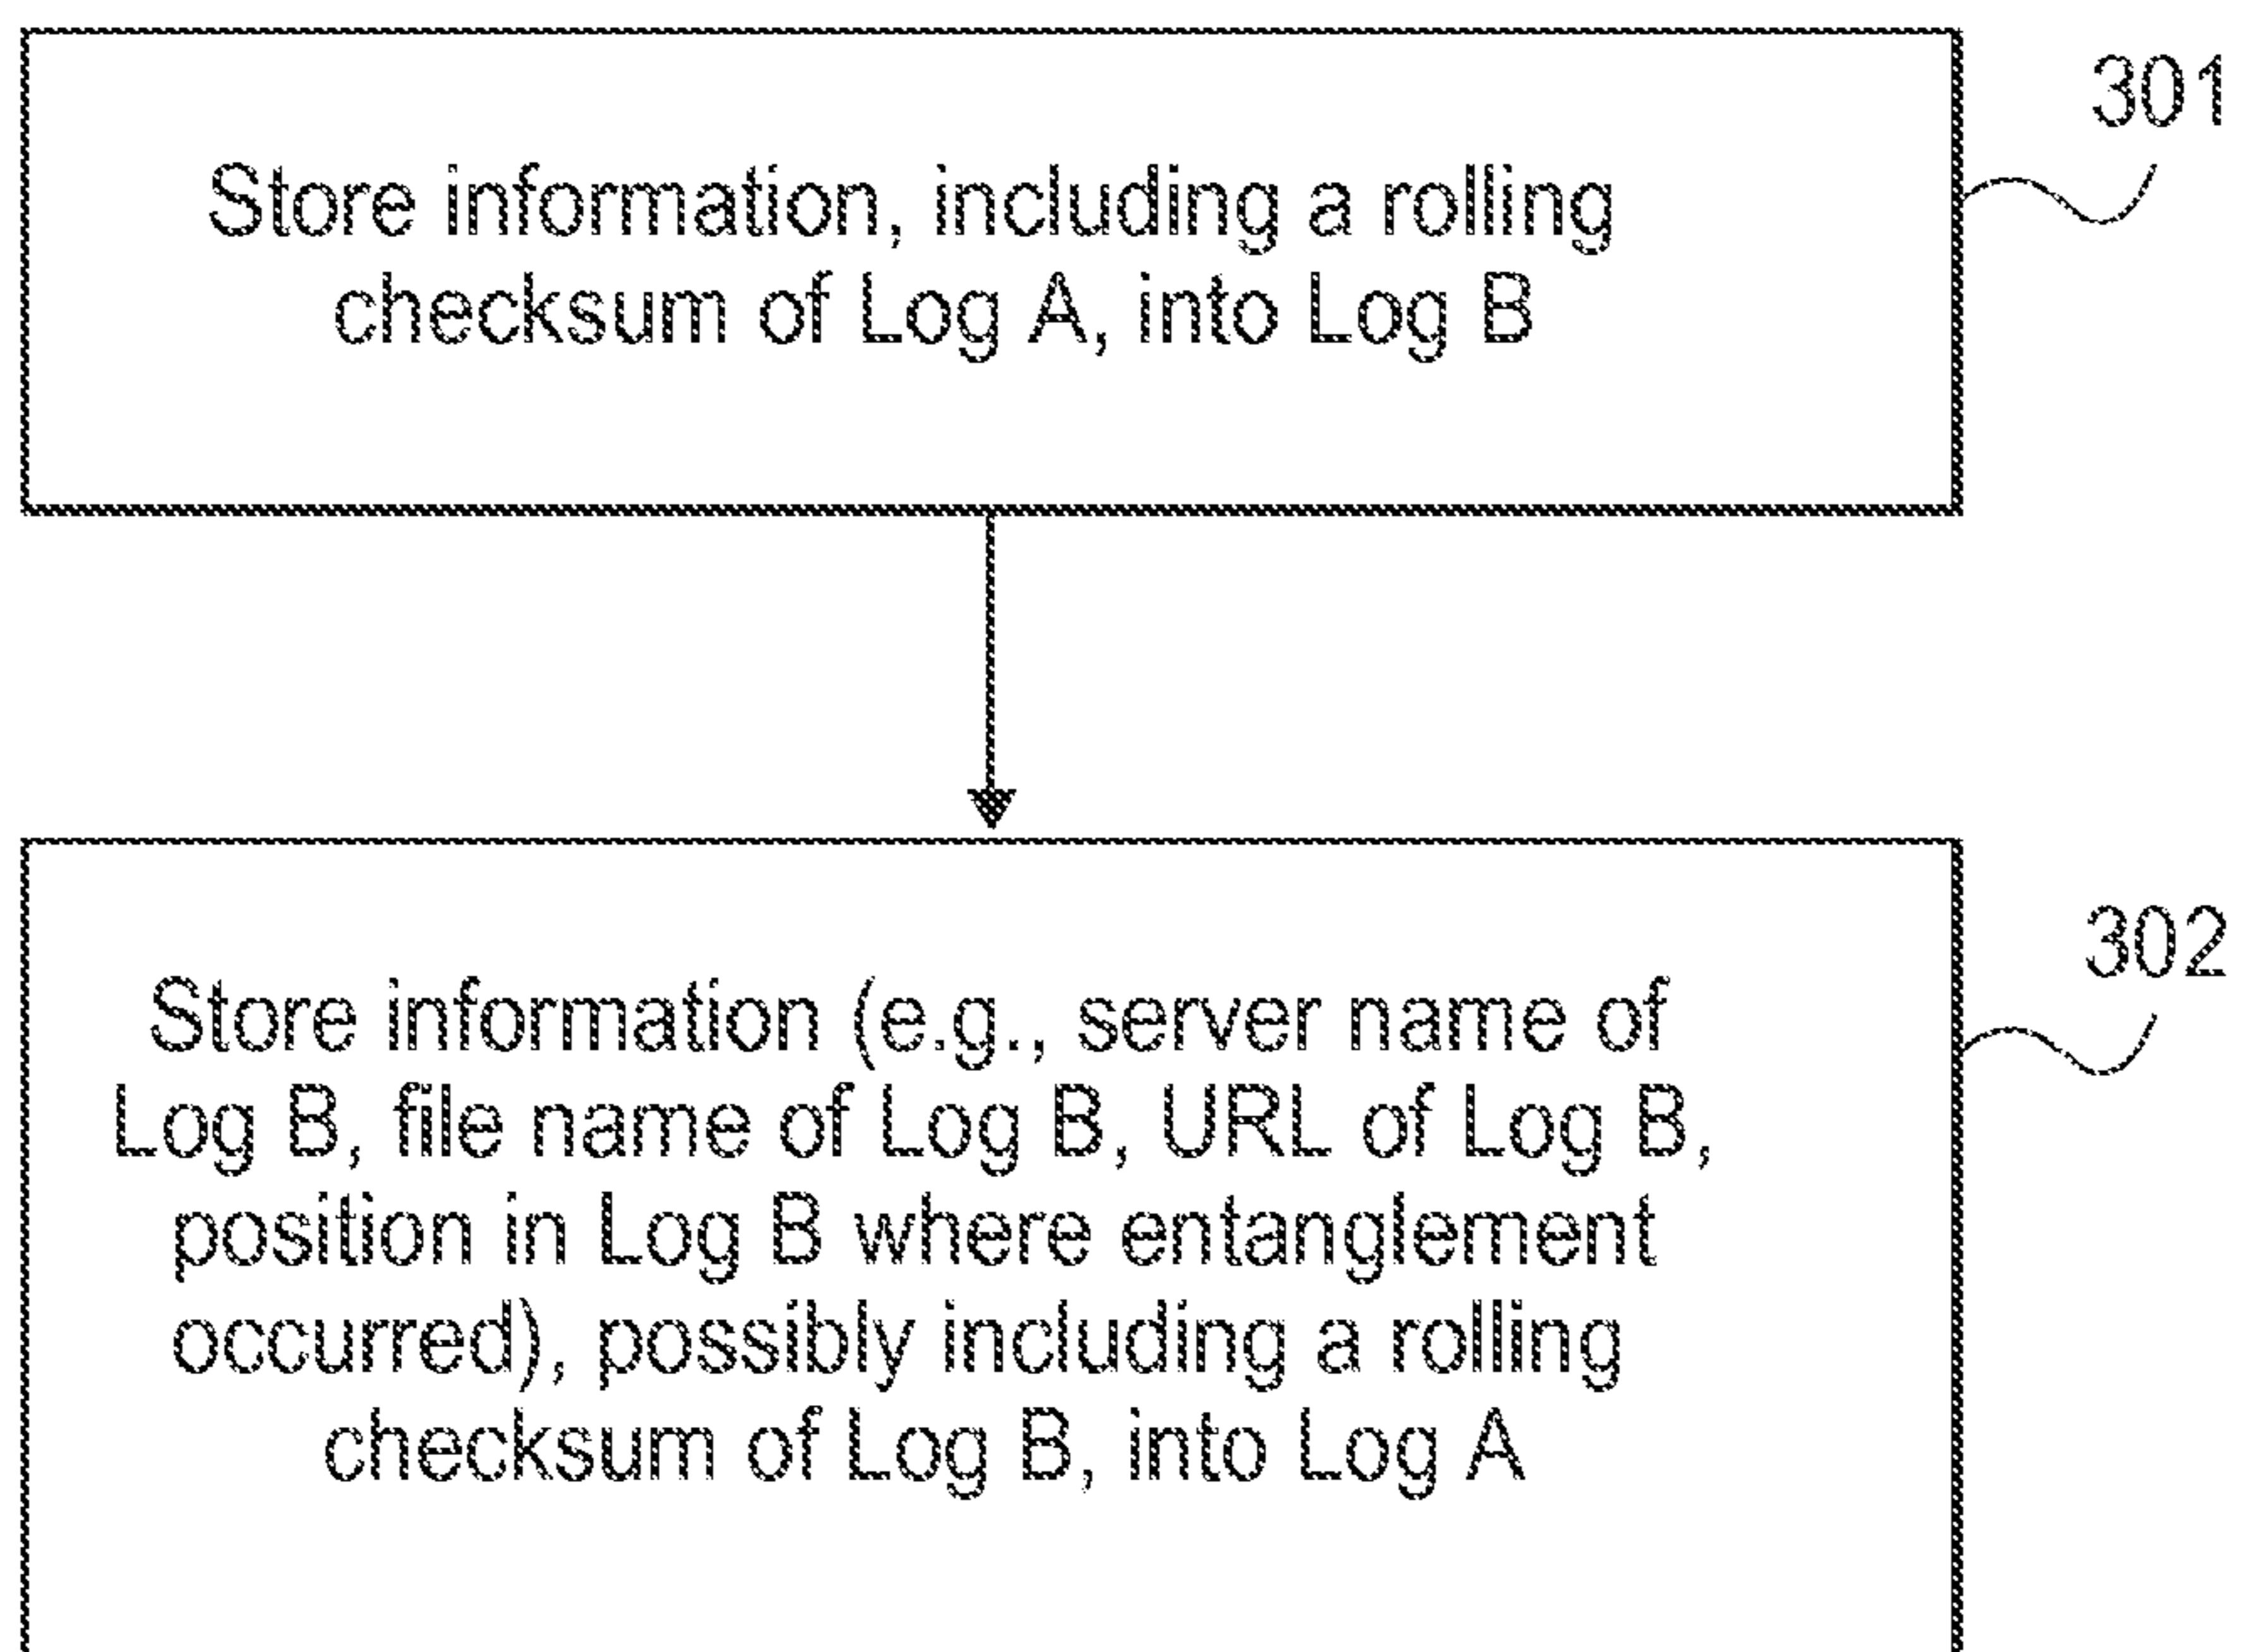 301
Store information, including a rolling
checksum of Log A, into Log B
302
Store information (e.g., server name of
Log B, file name of Log B, URL of Log B,
position in Log B where entanglement
occurred), possibly including a rolling
checksum of Log B, into Log A